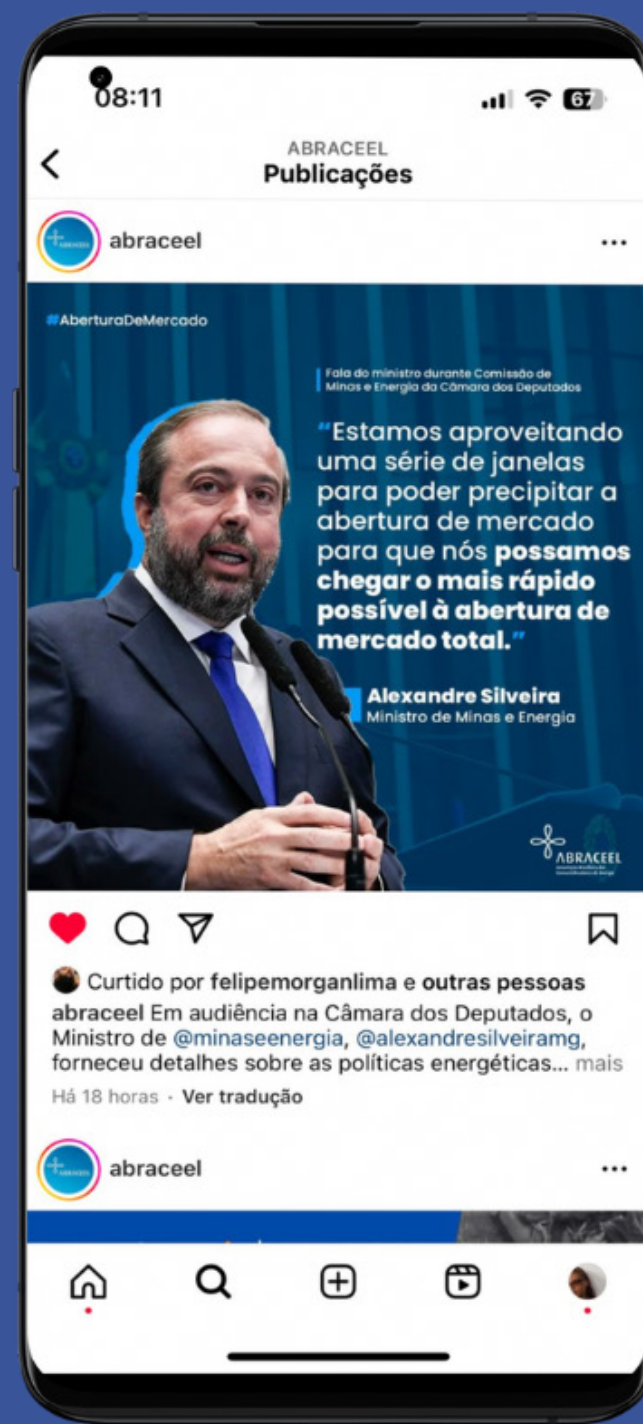 08:11
67
ABRACEEL
Publicações
abraceel
#AberturaDeMercado
Fala do ministro durante Comissão de
Minas e Energia da Câmara dos Deputados
“Estamos aproveitando
uma série de janelas
para poder precipitar a
abertura de mercado
para que nós possamos
chegar o mais rápido
possível à abertura de
mercado total.”
Alexandre Silveira
Ministro de Minas e Energia
ABRACEEL
Curtido por felipemorganlima e outras pessoas
abraceel Em audiência na Câmara dos Deputados, o
Ministro de @minaseenergia, @alexandresilveiramg,
forneceu detalhes sobre as políticas energéticas... mais
Há 18 horas · Ver tradução
abraceel